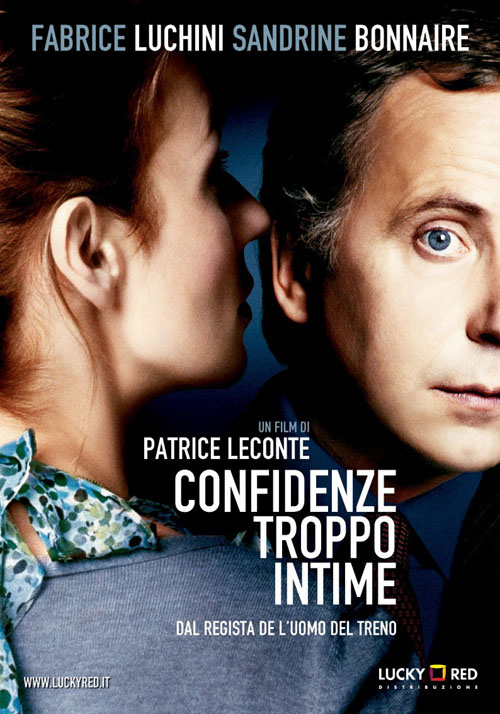 FABRICE LUCHINI SANDRINE BONNAIRE
UN FILM DI
PATRICE LECONTE
CONFIDENZE
TROPPO
INTIME
DAL REGISTA DE L'UOMO DEL TRENO
WWW.LUCKYRED.IT
LUCKY RED
DISTRIBUZIONE